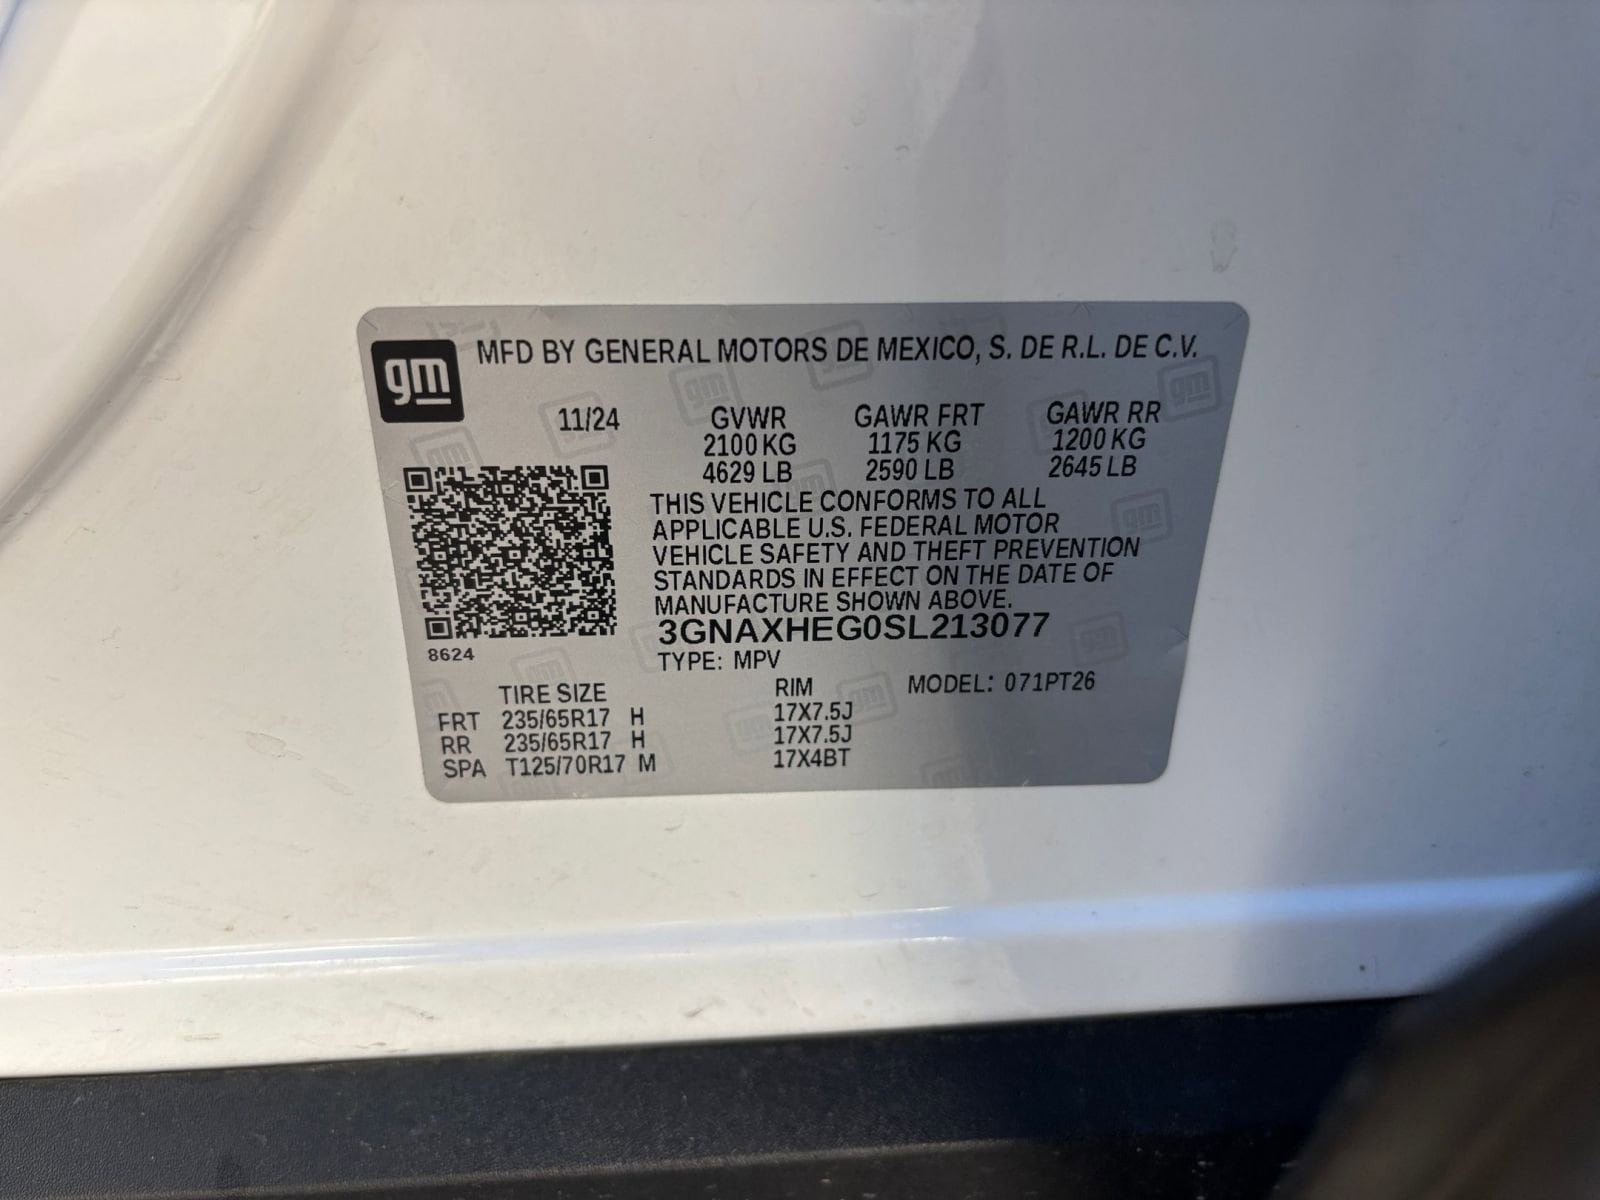 gm MFD BY GENERAL MOTORS DE MEXICO, S. DE R.L. DE C.V.
11/24 GVWR GAWR FRT GAWR RR
2100 KG 1175 KG 1200 KG
4629 LB 2590 LB 2645 LB
THIS VEHICLE CONFORMS TO ALL
APPLICABLE U.S. FEDERAL MOTOR
VEHICLE SAFETY AND THEFT PREVENTION
STANDARDS IN EFFECT ON THE DATE OF
MANUFACTURE SHOWN ABOVE.
3GNAXHEG0SL213077
8624
TYPE: MPV
TIRE SIZE RIM MODEL: 071PT26
FRT 235/65R17 H 17X7.5J
RR 235/65R17 H 17X7.5J
SPA T125/70R17 M 17X4BT